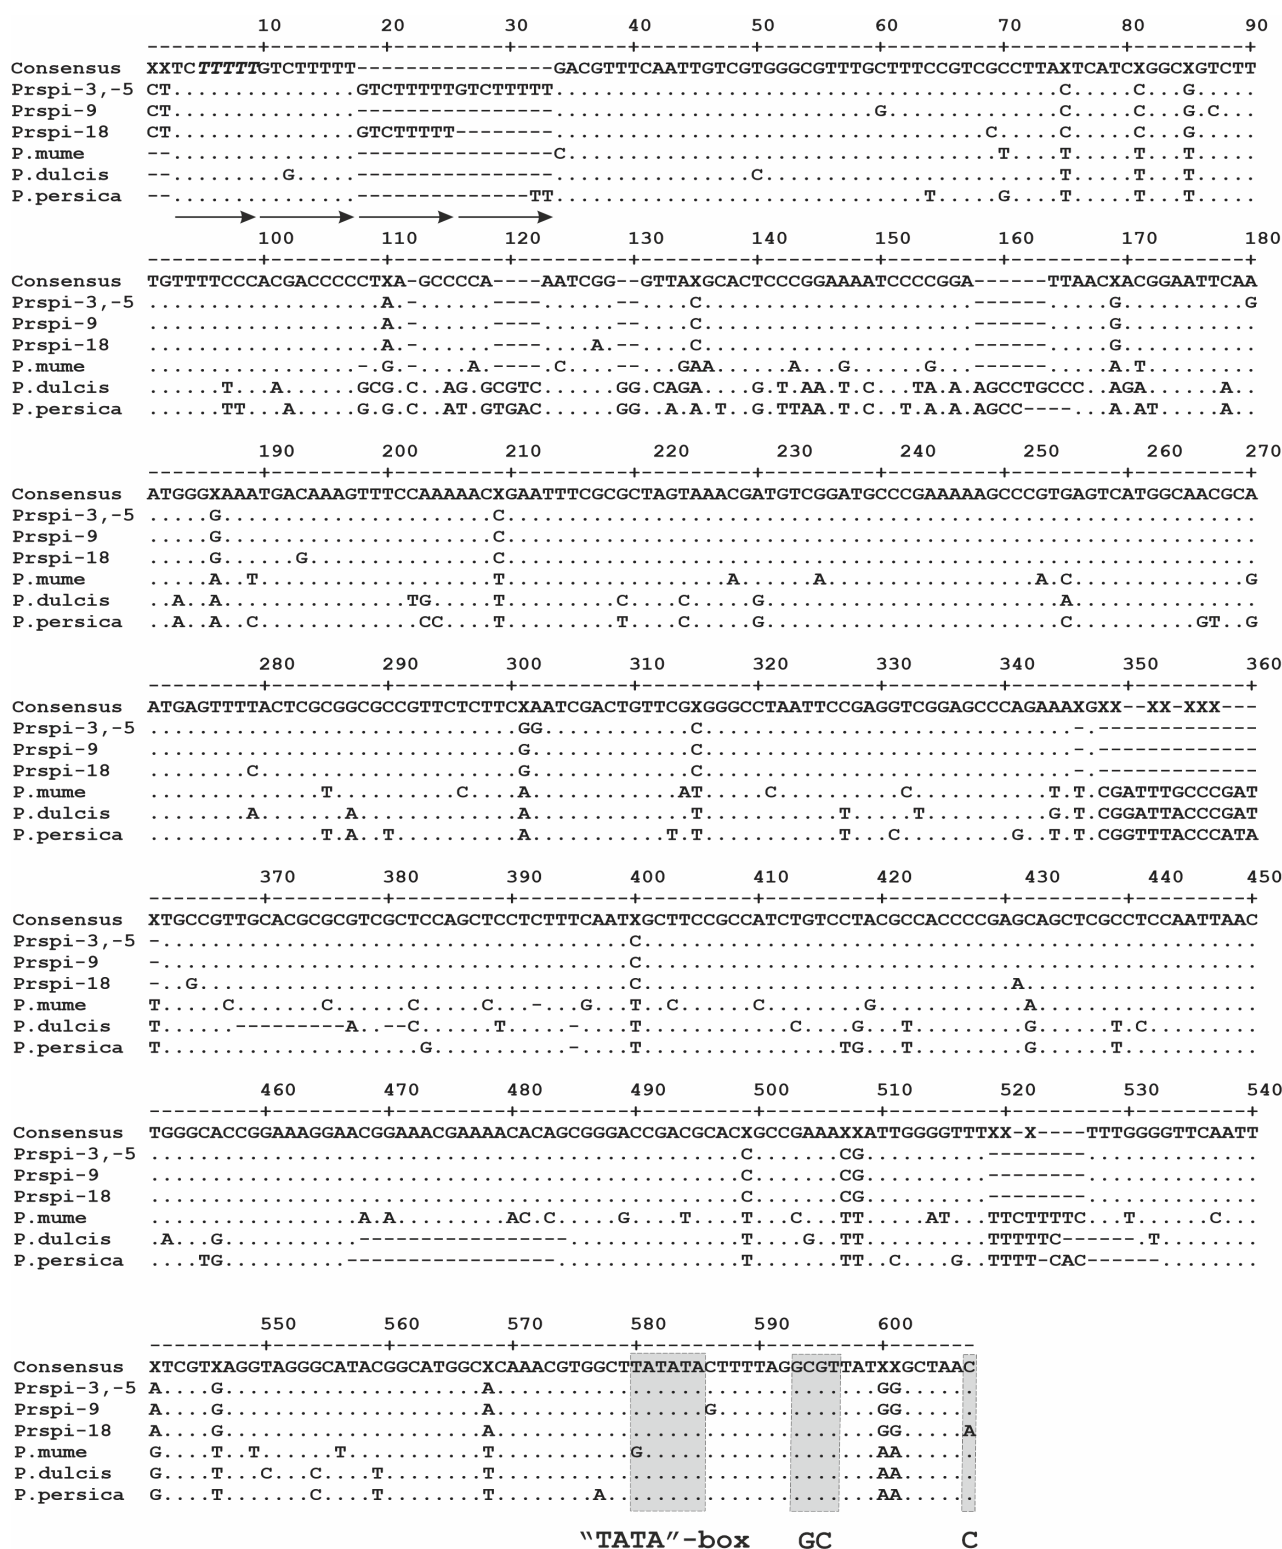 10 20 30 40 50 60 70 80 90
---------+---------+---------+---------+---------+---------+---------+---------+---------+
Consensus XXTCTTTTTGTCTTTTT----------------GACGTTTCAATTGTCGTGGGCGTTTGCTTTCCGTCGCCTTAXTCATCXGGCXGTCTT
Prspi-3,-5 CT...............GTCTTTTTGTCTTTTT.........................................C.....C...G.....
Prspi-9 CT...............----------------..........................G..............C.....C...G.C...
Prspi-18 CT...............GTCTTTTT--------...................................C.....C.....C...G.....
P.mume --...............----------------C...................................T....T.....T...T.....
P.dulcis --.........G.....----------------................C........................T.....T...T.....
P.persica --...............--------------TT..............................T.....G....T.....T...T.....
100 110 120 130 140 150 160 170 180
---------+---------+---------+---------+---------+---------+---------+---------+---------+
Consensus TGTTTTCCCACGACCCCCTXA-GCCCCA----AATCGG--GTTAXGCACTCCCGGAAAATCCCCGGA------TTAACXACGGAATTCAA
Prspi-3,-5 ...................A.-......----......--....C......................------.....G..........G
Prspi-9 ...................A.-......----......--....C......................------.....G...........
Prspi-18 ...................A.-......----....A.--....C......................------.....G...........
P.mume .................-.G.-....A.----.C....--...GAA......A...G......G...------.....A.T.........
P.dulcis ......T...A......GCG.C..AG.GCGTC......GG.CAGA....G.T.AA.T.C...TA.A.AGCCTGCCC..AGA......A..
P.persica ......TT...A.....G.G.C..AT.GTGAC......GG..A.A.T..G.TTAA.T.C..T.A.A.AGCC----...A.AT.....A..
190 200 210 220 230 240 250 260 270
---------+---------+---------+---------+---------+---------+---------+---------+---------+
Consensus ATGGGXAAATGACAAAGTTTCCAAAAACXGAATTTCGCGCTAGTAAACGATGTCGGATGCCCGAAAAAGCCCGTGAGTCATGGCAACGCA
Prspi-3,-5 .....G......................C.............................................................
Prspi-9 .....G......................C.............................................................
Prspi-18 .....G......G...............C.............................................................
P.mume .....A..T...................T..................A......A.................A.C..............G
P.dulcis ..A..A...............TG.....T.........C....C.....G........................A...............
P.persica ..A..A..C.............CC....T.........T....C.....G........................C..........GT..G
280 290 300 310 320 330 340 350 360
---------+---------+---------+---------+---------+---------+---------+---------+---------+
Consensus ATGAGTTTTACTCGCGGCGCCGTTCTCTTCXAATCGACTGTTCGXGGGCCTAATTCCGAGGTCGGAGCCCAGAAAXGXX--XX-XXX---
Prspi-3,-5 ..............................GG............C..............................-.-------------
Prspi-9 ..............................G.............C..............................-.-------------
Prspi-18 ........C.....................G.............C..............................-.-------------
P.mume ..............T..........C....A............AT.....C..........C...........T.T.CGATTTGCCCGAT
P.dulcis ........A.......A.............A.............T...........T.....T..........G.T.CGGATTACCCGAT
P.persica ..............T.A..T..........A...........T.T...........T...C.........G..T.T.CGGTTTACCCATA
370 380 390 400 410 420 430 440 450
---------+---------+---------+---------+---------+---------+---------+---------+---------+
Consensus XTGCCGTTGCACGCGCGTCGCTCCAGCTCCTCTTTCAATXGCTTCCGCCATCTGTCCTACGCCACCCCGAGCAGCTCGCCTCCAATTAAC
Prspi-3,-5 -......................................C..................................................
Prspi-9 -......................................C..................................................
Prspi-18 -..G...................................C..............................A...................
P.mume T.....C.......C......C.....C...-...G...T..C......C........G............A..................
P.dulcis T......---------A..--C......T.....-....T............C....G...T.........G......T.C.........
P.persica T.....................G...........-....T................TG...T.........G......T...........
460 470 480 490 500 510 520 530 540
---------+---------+---------+---------+---------+---------+---------+---------+---------+
Consensus TGGGCACCGGAAAGGAACGGAAACGAAAACACAGCGGGACCGACGCACXGCCGAAAXXATTGGGGTTTXX-X----TTTGGGGTTCAATT
Prspi-3,-5 ................................................C.......CG..........--------..............
Prspi-9 ................................................C.......CG..........--------..............
Prspi-18 ................................................C.......CG..........--------..............
P.mume .................A.A.........AC.C.....G....T....T...C...TT.....AT...TTCTTTTC...T......C...
P.dulcis .A...G...........-----------------..............T....G..TT..........TTTTTC------.T........
P.persica ....TG..........-----------------...............T.......TT..C....G..TTTT-CAC------........
550 560 570 580 590 600
---------+---------+---------+---------+---------+---------+-------
Consensus XTCGTXAGGTAGGGCATACGGCATGGCXCAAACGTGGCTTATATACTTTTAGGCGTTATXXGCTAAC
Prspi-3,-5 A....G.....................A...............................GG......
Prspi-9 A....G.....................A.................G.............GG......
Prspi-18 A....G.....................A...............................GG.....A
P.mume G....T..T......T...........T...........G...................AA......
P.dulcis G....T...C...C....T........T...............................AA......
P.persica G....T.......C....T........T........A......................AA......
“TATA”-box GC C